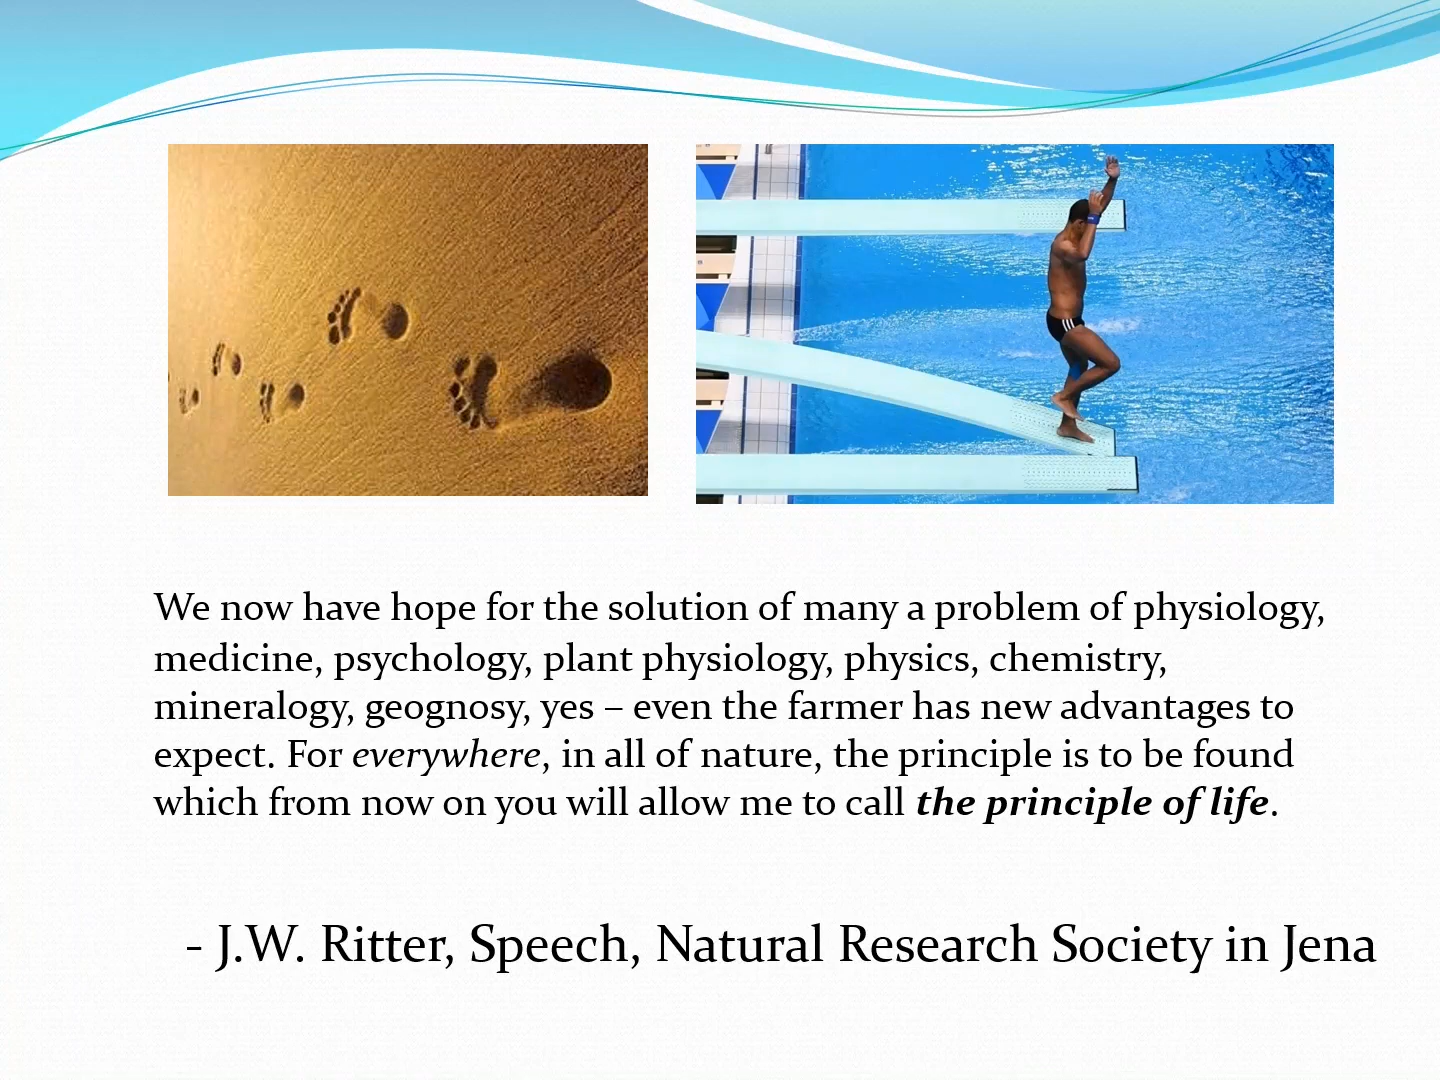 We now have hope for the solution of many a problem of physiology,
medicine, psychology, plant physiology, physics, chemistry,
mineralogy, geognosy, yes – even the farmer has new advantages to
expect. For everywhere, in all of nature, the principle is to be found
which from now on you will allow me to call the principle of life.
- J.W. Ritter, Speech, Natural Research Society in Jena